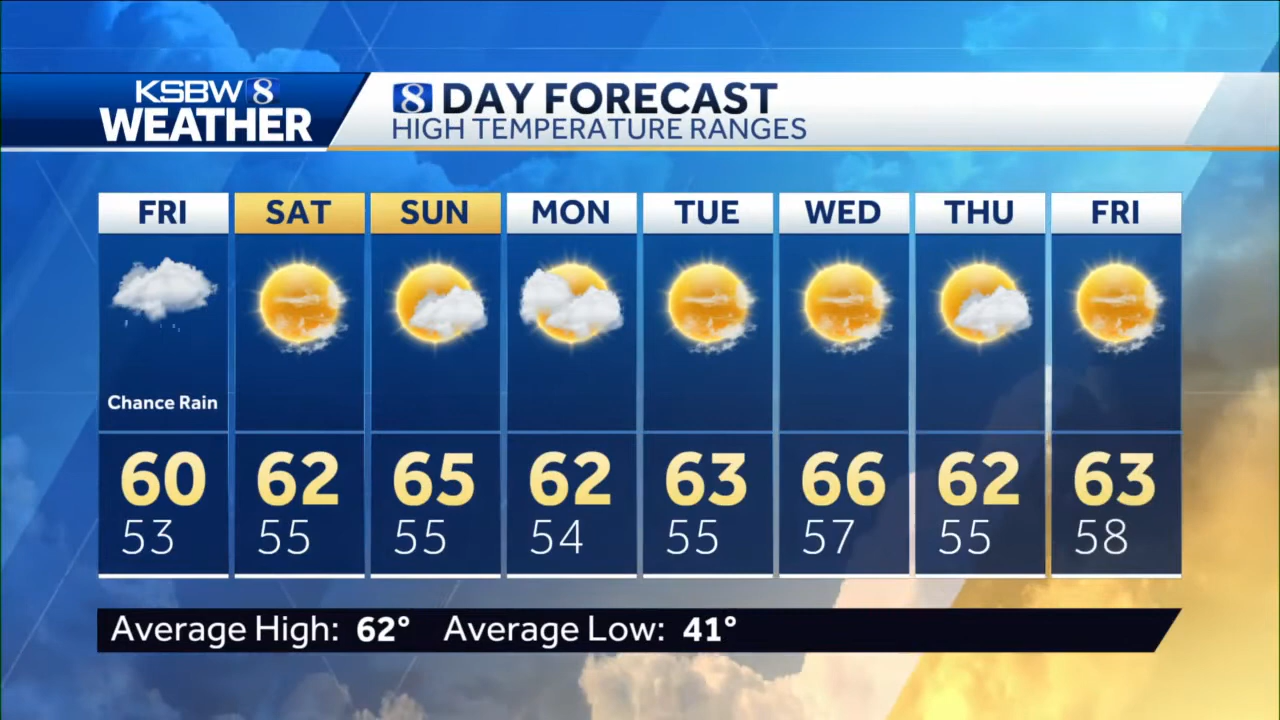 KSBW 8
WEATHER
8 DAY FORECAST
HIGH TEMPERATURE RANGES
FRI SAT SUN MON TUE WED THU FRI
Chance Rain
60 62 65 62 63 66 62 63
53 55 55 54 55 57 55 58
Average High: 62° Average Low: 41°